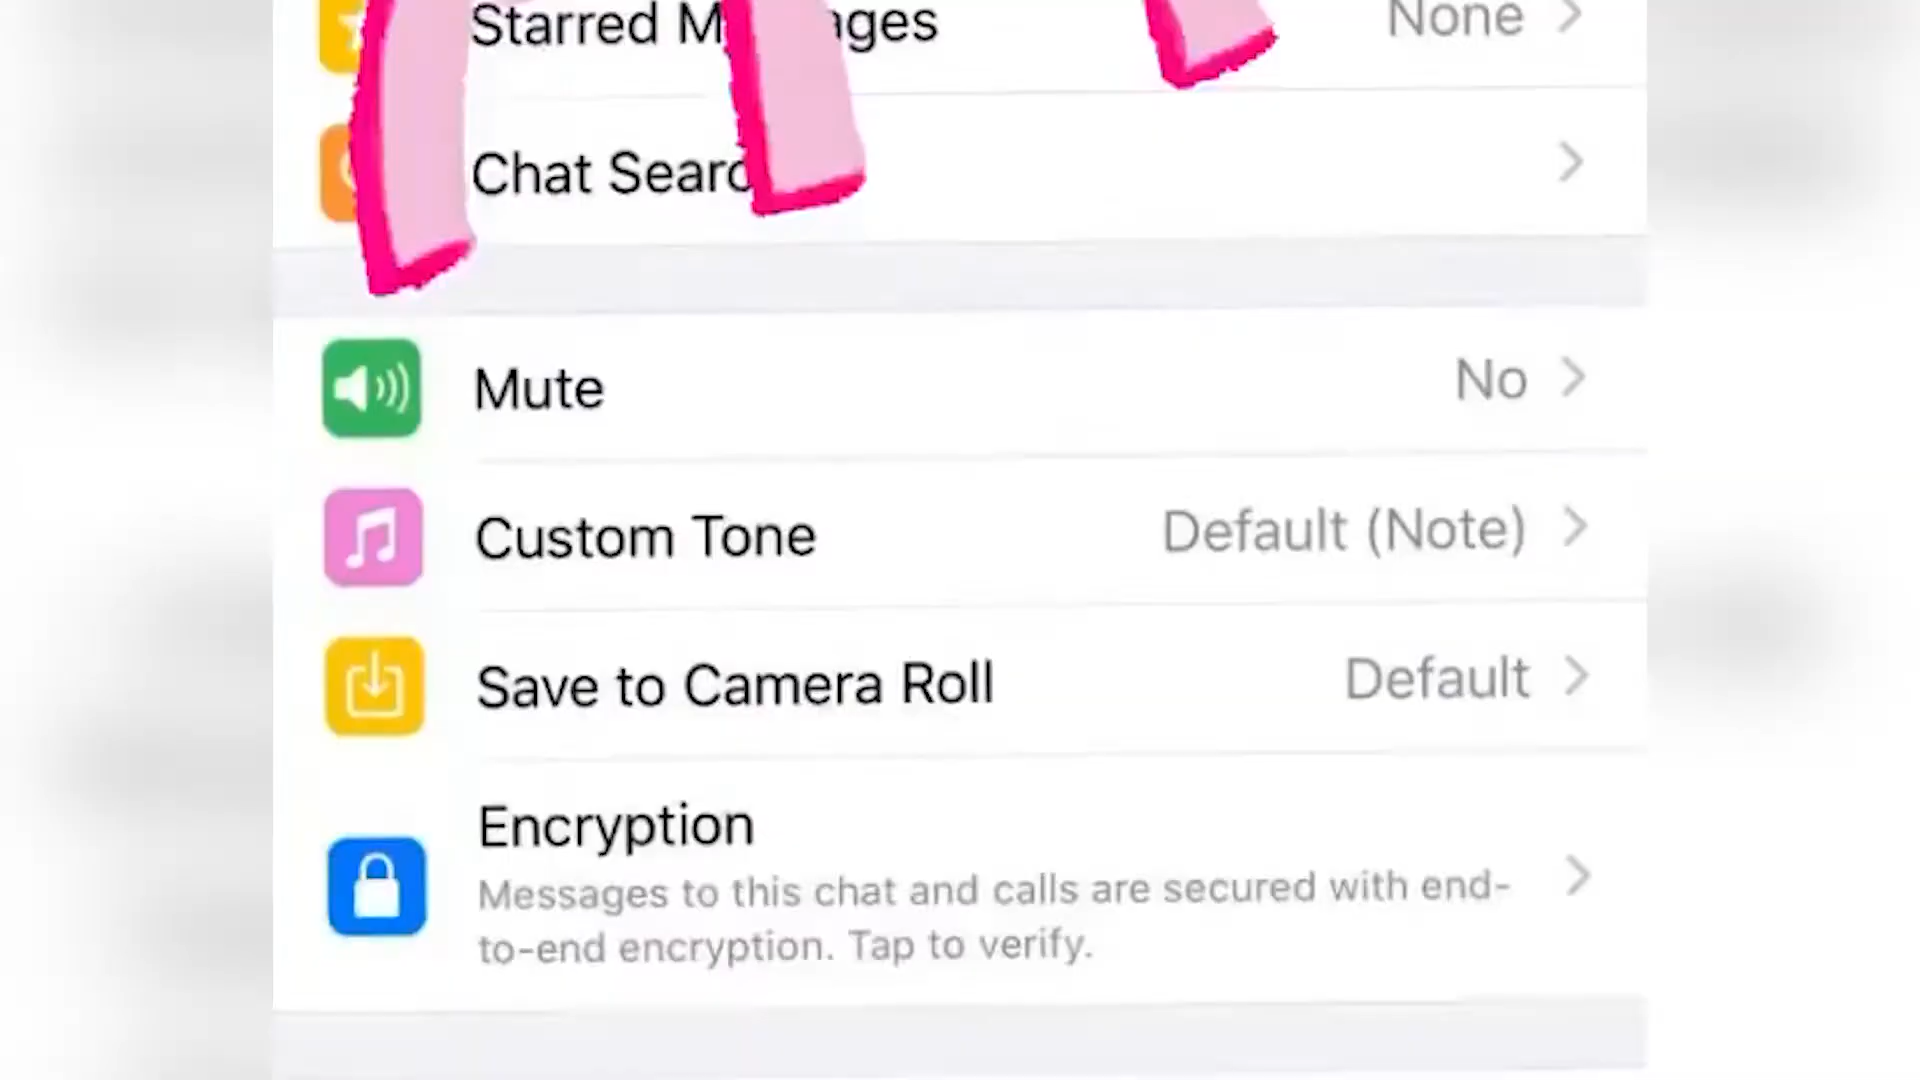 Starred M ages None
Chat Searc
Mute No
Custom Tone Default (Note)
Save to Camera Roll Default
Encryption
Messages to this chat and calls are secured with end-
to-end encryption. Tap to verify.